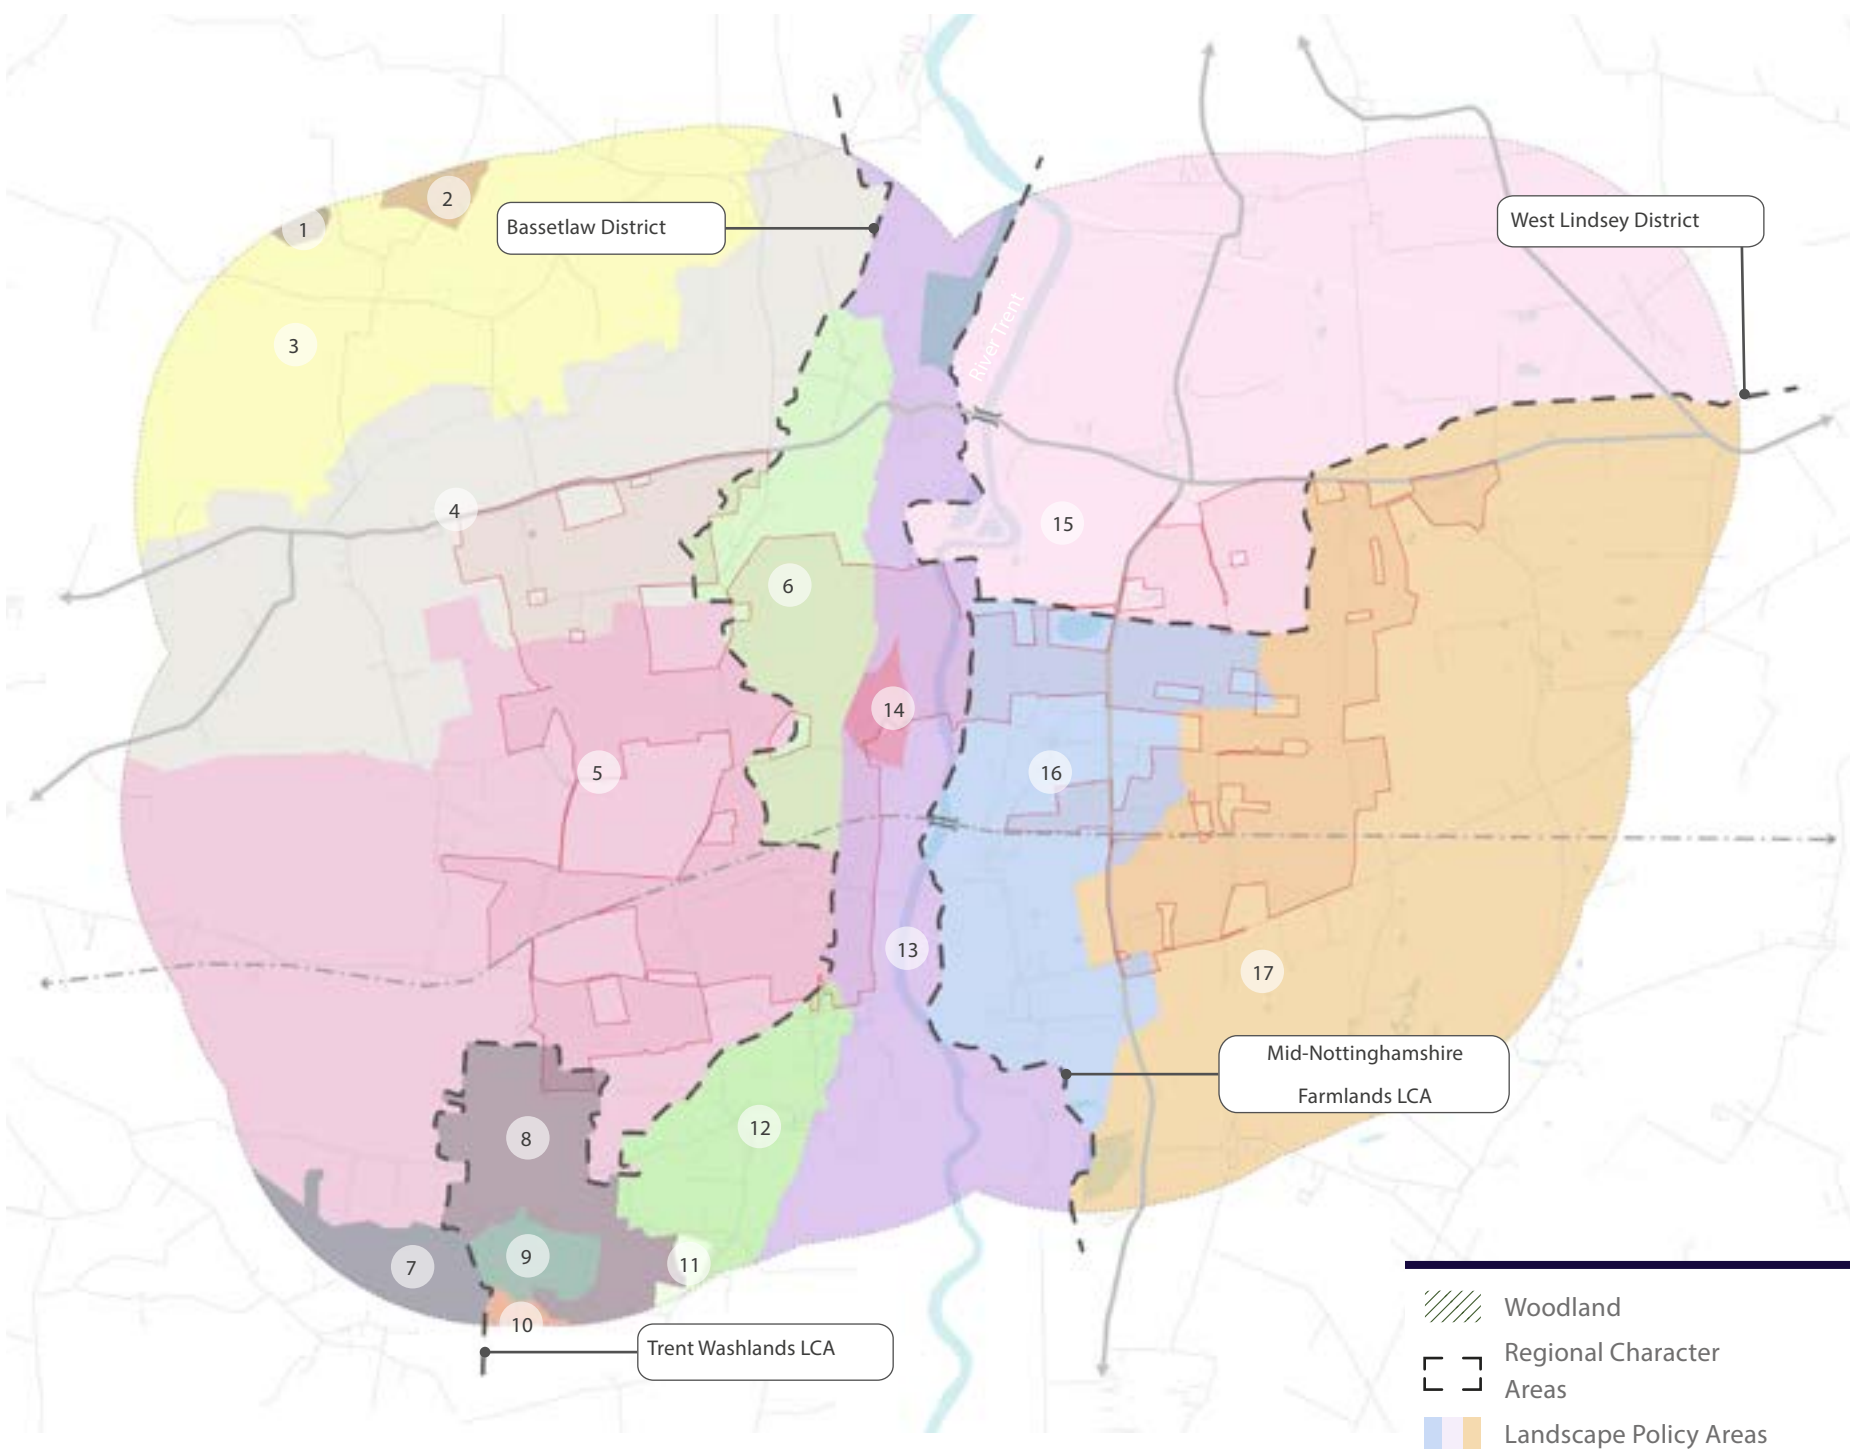 2
1
Bassetlaw District
West Lindsey District
3
River Trent
4
15
6
14
5
16
13
17
Mid-Nottinghamshire
Farmlands LCA
12
8
9
11
7
10
Trent Washlands LCA
Woodland
Regional Character
Areas
Landscape Policy Areas